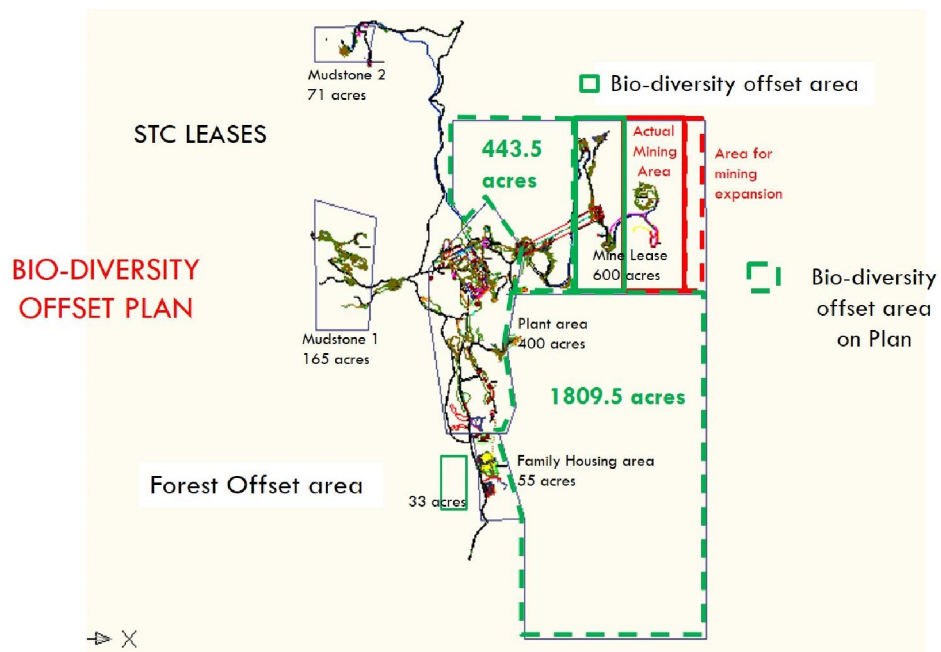 Mudstone 2
71 acres
Bio-diversity offset area
STC LEASES
443.5
acres
Actual
Mining
Area
Area for
mining
expansion
Mine Lease
600 acres
BIO-DIVERSITY
OFFSET PLAN
Bio-diversity
offset area
on Plan
Mudstone 1
165 acres
Plant area
400 acres
1809.5 acres
Family Housing area
55 acres
Forest Offset area
33 acres
X